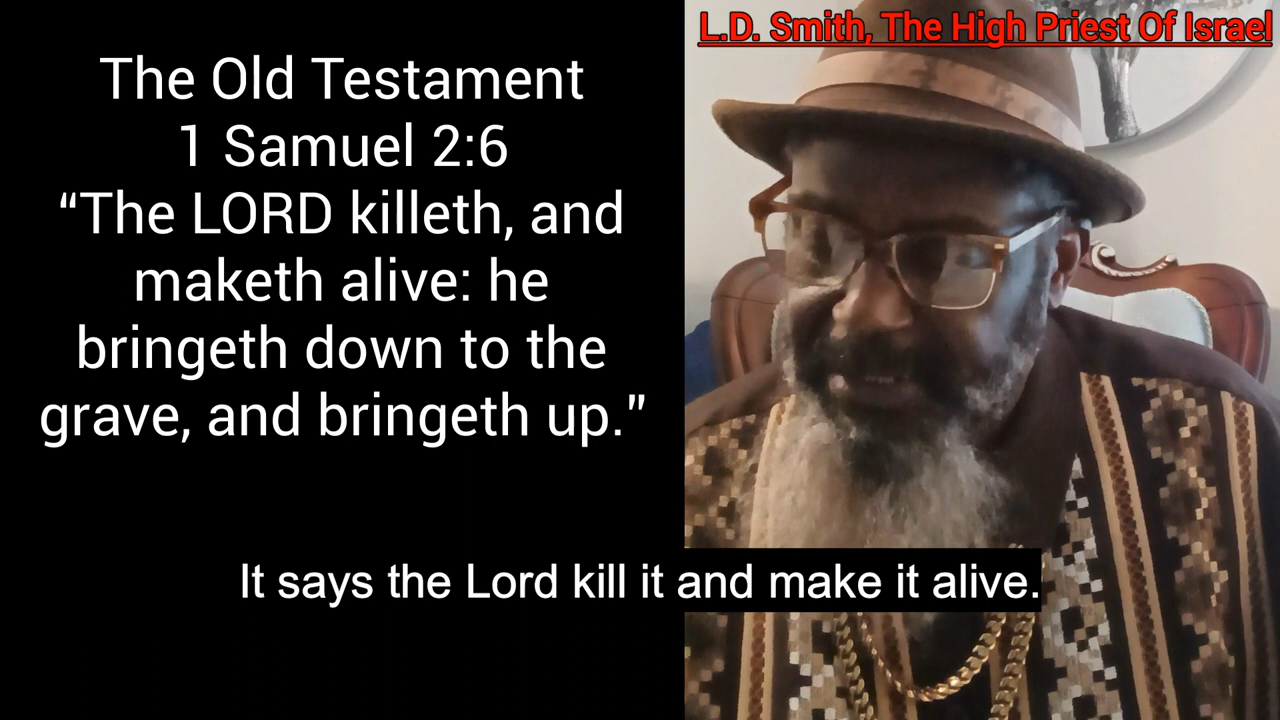 L.D. Smith, The High Priest Of Israel
The Old Testament
1 Samuel 2:6
“The LORD killeth, and
maketh alive: he
bringeth down to the
grave, and bringeth up.”
It says the Lord kill it and make it alive.